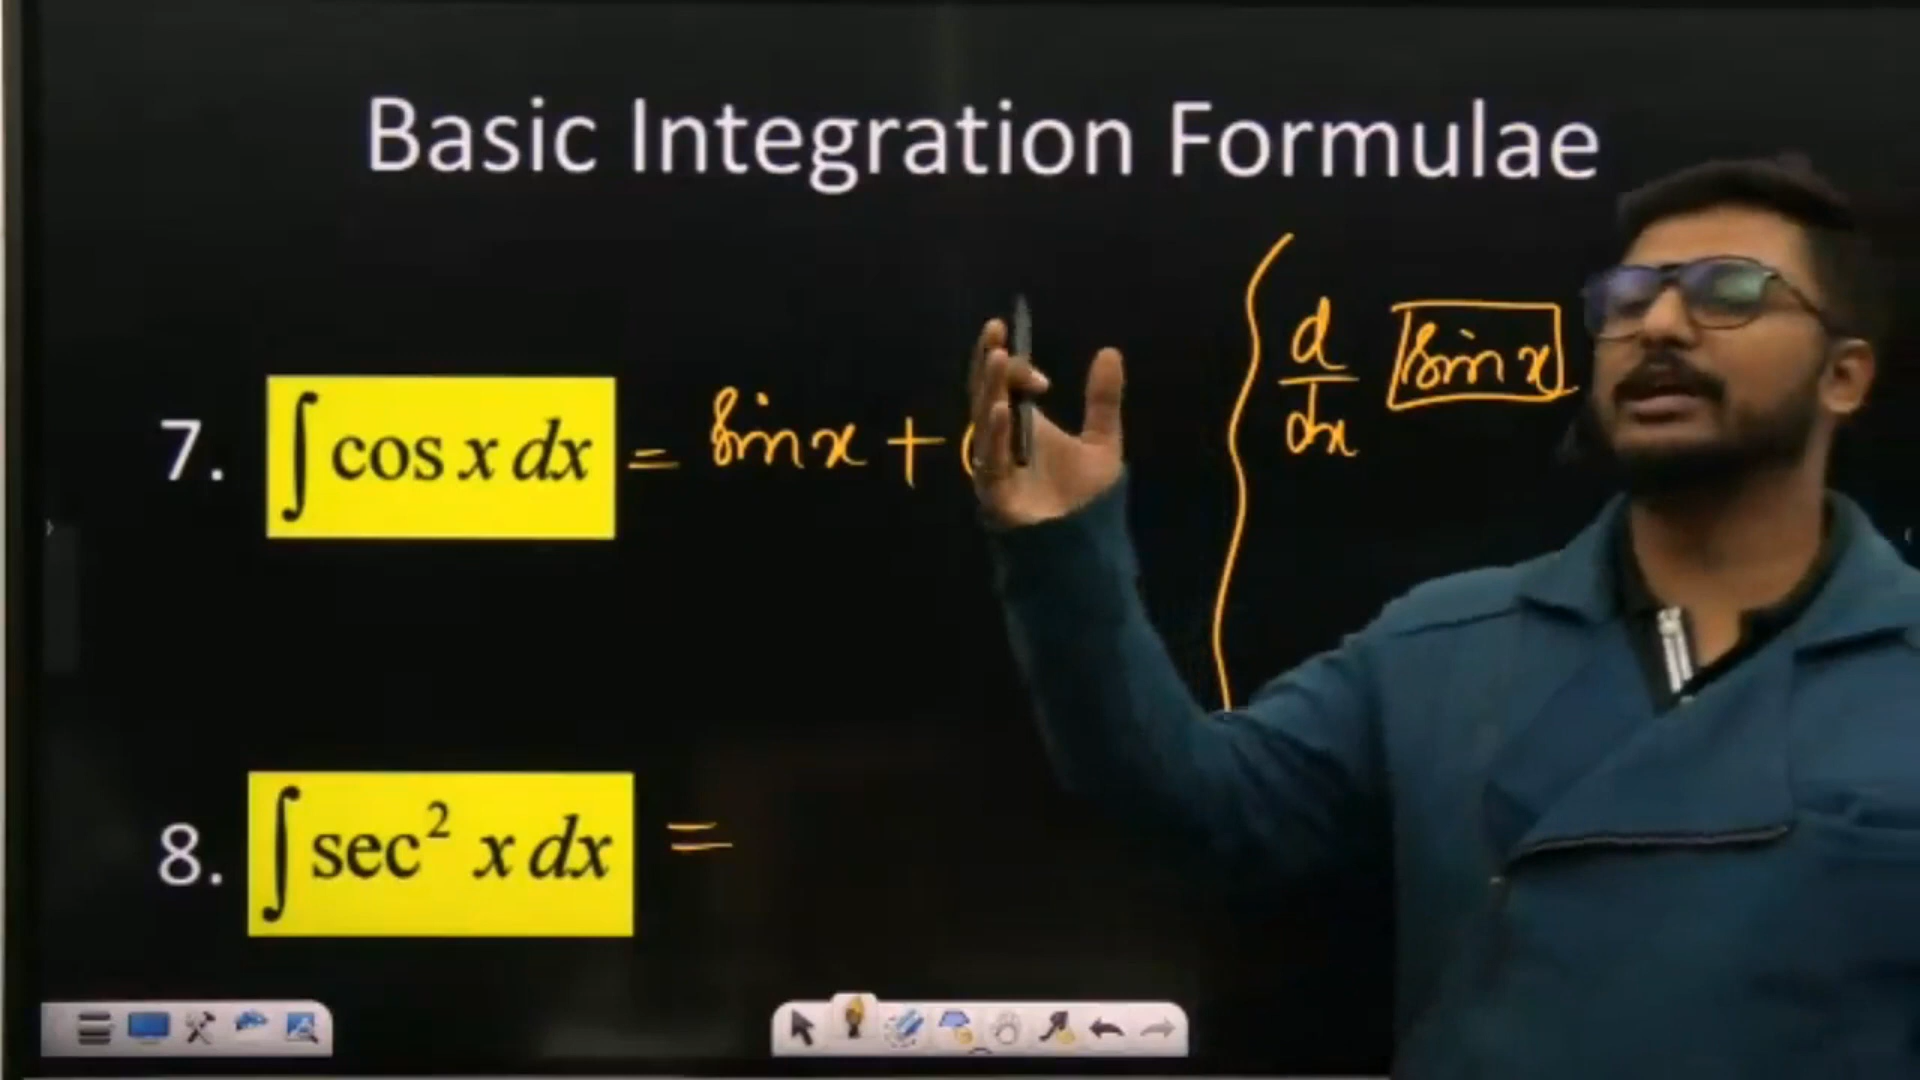 Basic Integration Formulae
7. ∫ cos x dx = sin x +
d/dx sin x
8. ∫ sec² x dx =